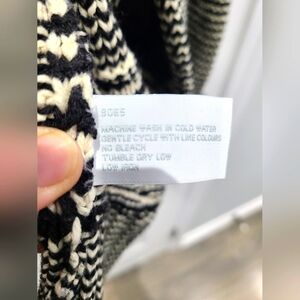 8065
MACHINE WASH IN COLD WATER
GENTLE CYCLE WITH LIKE COLOURS
NO BLEACH
TUMBLE DRY LOW
LOW IRON